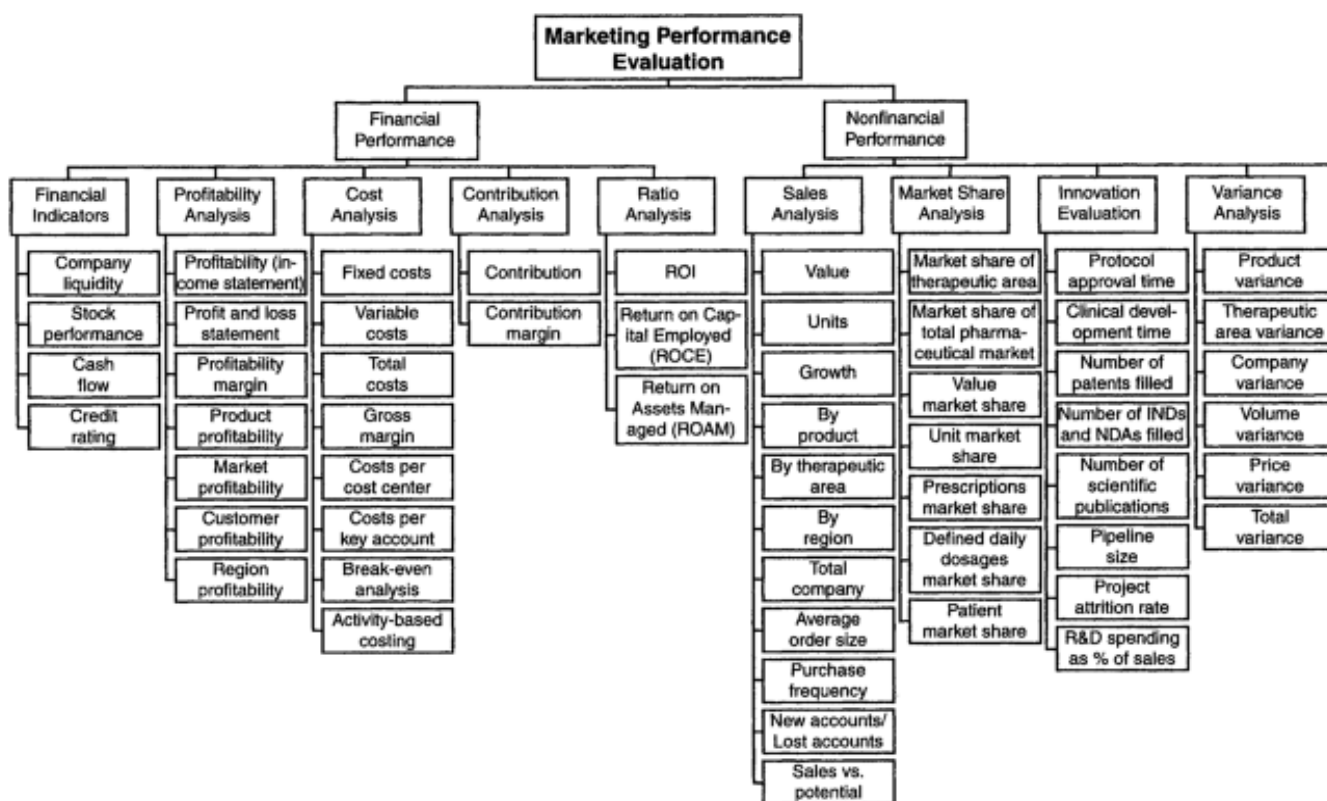 Marketing Performance
Evaluation
Financial
Performance
Nonfinancial
Performance
Financial
Indicators
Profitability
Analysis
Cost
Analysis
Contribution
Analysis
Ratio
Analysis
Sales
Analysis
Market Share
Analysis
Innovation
Evaluation
Variance
Analysis
Company
liquidity
Stock
performance
Cash
flow
Credit
rating
Profitability (in-
come statement)
Profit and loss
statement
Profitability
margin
Product
profitability
Market
profitability
Customer
profitability
Region
profitability
Fixed costs
Variable
costs
Total
costs
Gross
margin
Costs per
cost center
Costs per
key account
Break-even
analysis
Activity-based
costing
Contribution
Contribution
margin
ROI
Return on Cap-
ital Employed
(ROCE)
Return on
Assets Man-
aged (ROAM)
Value
Units
Growth
By
product
By therapeutic
area
By
region
Total
company
Average
order size
Purchase
frequency
New accounts/
Lost accounts
Sales vs.
potential
Market share of
therapeutic area
Market share of
total pharma-
ceutical market
Value
market share
Unit market
share
Prescriptions
market share
Defined daily
dosages
market share
Patient
market share
Protocol
approval time
Clinical devel-
opment time
Number of
patents filled
Number of INDs
and NDAs filled
Number of
scientific
publications
Pipeline
size
Project
attrition rate
R&D spending
as % of sales
Product
variance
Therapeutic
area variance
Company
variance
Volume
variance
Price
variance
Total
variance